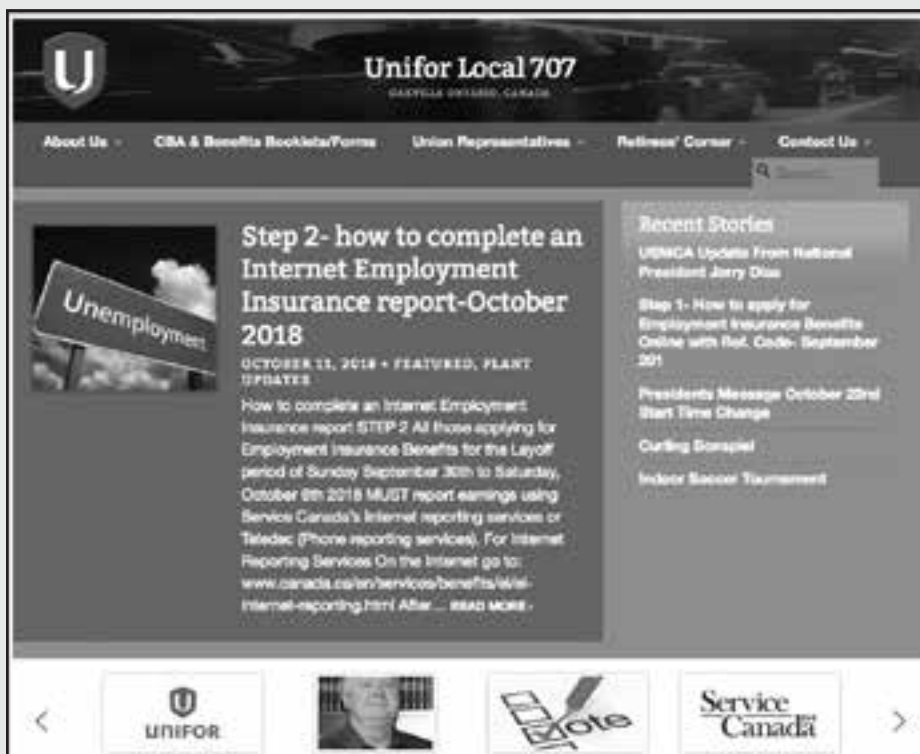 Unifor Local 707
OAKVILLE ONTARIO, CANADA
About Us
CBA & Benefits Booklets/Forms
Union Representatives
Retirees' Corner
Contact Us
Unemployment
Step 2- how to complete an
Internet Employment
Insurance report-October
2018
OCTOBER 11, 2018 • FEATURED, PLANT
UPDATES
How to complete an Internet Employment
Insurance report STEP 2 All those applying for
Employment Insurance Benefits for the Layoff
period of Sunday September 30th to Saturday,
October 6th 2018 MUST report earnings using
Service Canada's Internet reporting services or
Teledec (Phone reporting services). For Internet
Reporting Services On the Internet go to:
www.canada.ca/en/services/benefits/ei/ei-
internet-reporting.html After... READ MORE ›
Recent Stories
USMCA Update From National
President Jerry Dias
Step 1- How to apply for
Employment Insurance Benefits
Online with Ref. Code- September
201
Presidents Message October 23rd
Start Time Change
Curling Bonspiel
Indoor Soccer Tournament
UNIFOR
Vote
Service
Canada